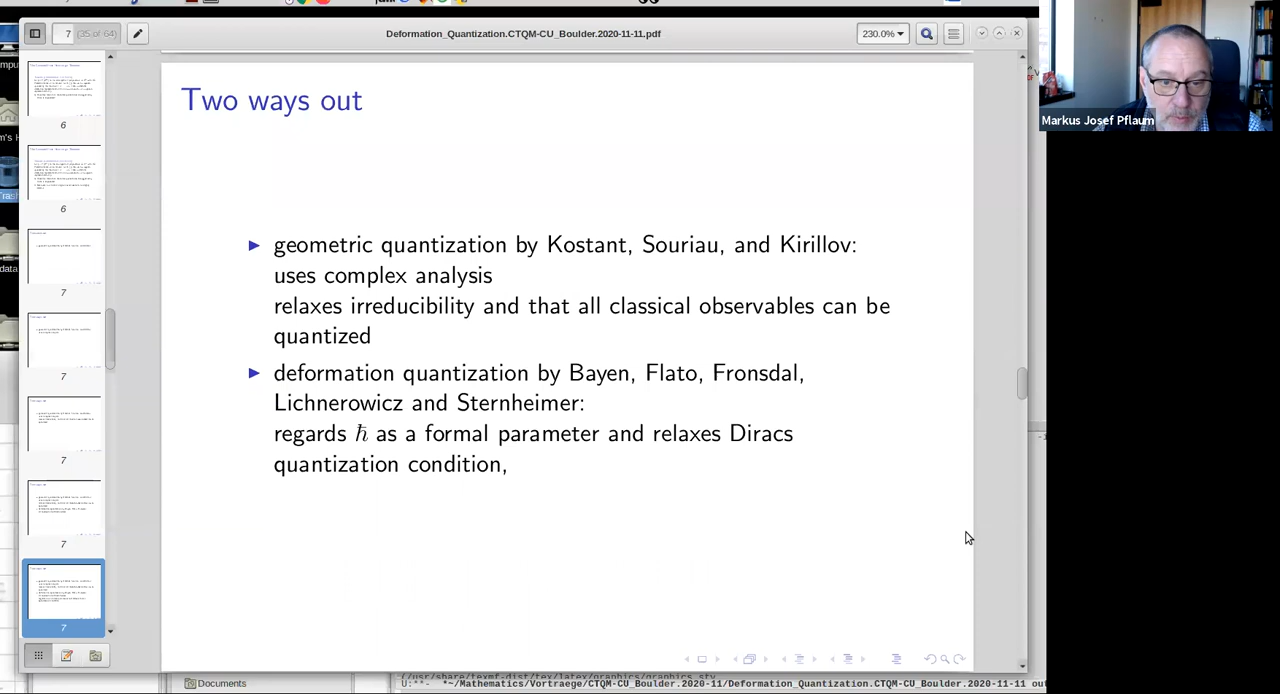 7
(35 of 64)
Deformation_Quantization.CTQM-CU_Boulder.2020-11-11.pdf
230.0%
Markus Josef Pflaum
Two ways out
geometric quantization by Kostant, Souriau, and Kirillov:
uses complex analysis
relaxes irreducibility and that all classical observables can be
quantized
deformation quantization by Bayen, Flato, Fronsdal,
Lichnerowicz and Sternheimer:
regards ℏ as a formal parameter and relaxes Diracs
quantization condition,
6
6
7
7
7
7
7
data
Documents
(/usr/share/texmf-dist/tex/latex/graphics/graphics.sty
U:**- *~/Mathematics/Vortraege/CTQM-CU_Boulder.2020-11/Deformation_Quantization.CTQM-CU_Boulder.2020-11-11 out